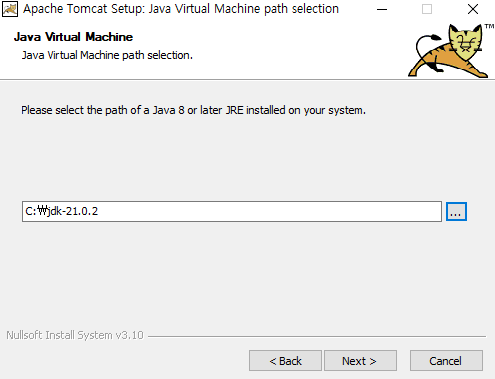 Apache Tomcat Setup: Java Virtual Machine path selection
Java Virtual Machine
Java Virtual Machine path selection.
TM
Please select the path of a Java 8 or later JRE installed on your system.
C:₩jdk-21.0.2
...
Nullsoft Install System v3.10
< Back
Next >
Cancel